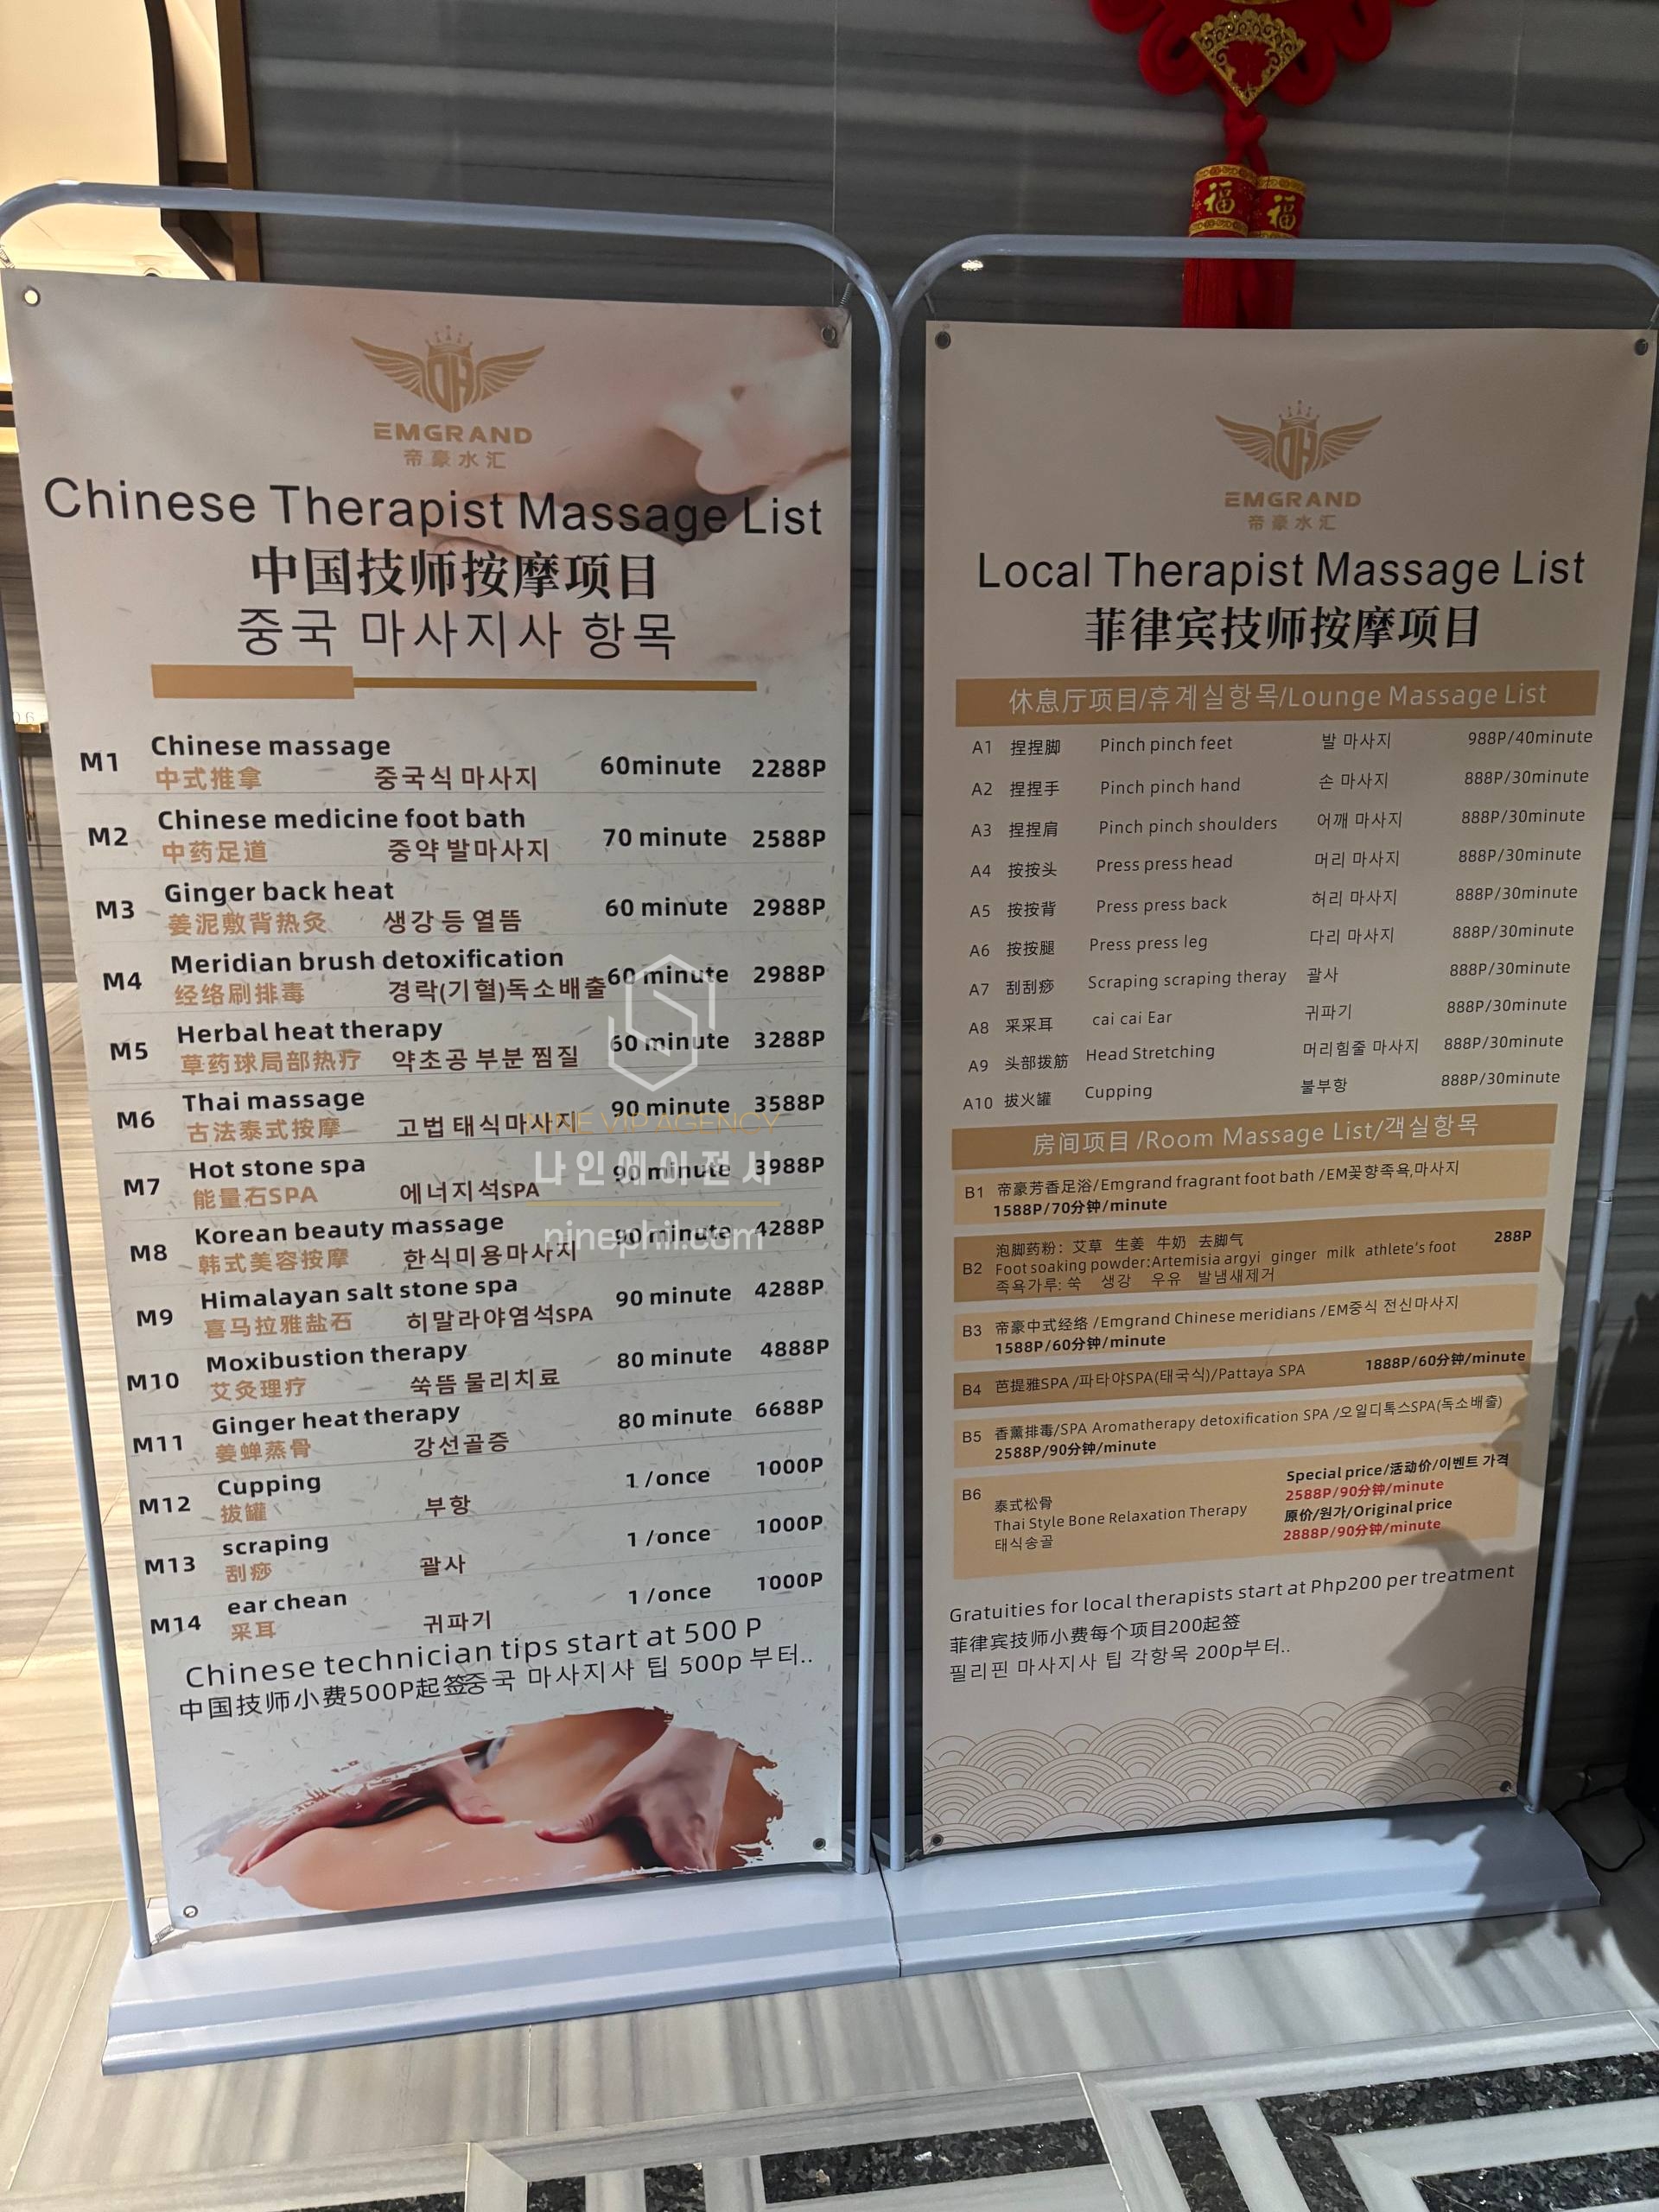 福 福
EMGRAND
帝豪水汇
Chinese Therapist Massage List
中国技师按摩项目
중국 마사지사 항목
M1 Chinese massage 60minute 2288P
中式推拿 중국식 마사지
M2 Chinese medicine foot bath 70 minute 2588P
中药足道 중약 발마사지
M3 Ginger back heat 60 minute 2988P
姜泥敷背热灸 생강 등 열뜸
M4 Meridian brush detoxification 60 minute 2988P
经络刷排毒 경락(기혈)독소배출
M5 Herbal heat therapy 60 minute 3288P
草药球局部热疗 약초공 부분 찜질
M6 Thai massage 90 minute 3588P
古法泰式按摩 고법 태식마사지
M7 Hot stone spa 90 minute 3988P
能量石SPA 에너지석SPA
M8 Korean beauty massage 90 minute 4288P
韩式美容按摩 한식미용마사지
M9 Himalayan salt stone spa 90 minute 4288P
喜马拉雅盐石 히말라야염석SPA
M10 Moxibustion therapy 80 minute 4888P
艾灸理疗 쑥뜸 물리치료
M11 Ginger heat therapy 80 minute 6688P
姜蝉蒸骨 강선골증
M12 Cupping 1 /once 1000P
拔罐 부항
M13 scraping 1 /once 1000P
刮痧 괄사
M14 ear chean 1 /once 1000P
采耳 귀파기
Chinese technician tips start at 500 P
中国技师小费500P起签중국 마사지사 팁 500p 부터..
NINE VIP AGENCY
나인에이전시
ninephil.com
EMGRAND
帝豪水汇
Local Therapist Massage List
菲律宾技师按摩项目
休息厅项目/휴계실항목/Lounge Massage List
A1 捏捏脚 Pinch pinch feet 발 마사지 988P/40minute
A2 捏捏手 Pinch pinch hand 손 마사지 888P/30minute
A3 捏捏肩 Pinch pinch shoulders 어깨 마사지 888P/30minute
A4 按按头 Press press head 머리 마사지 888P/30minute
A5 按按背 Press press back 허리 마사지 888P/30minute
A6 按按腿 Press press leg 다리 마사지 888P/30minute
A7 刮刮痧 Scraping scraping theray 괄사 888P/30minute
A8 采采耳 cai cai Ear 귀파기 888P/30minute
A9 头部拨筋 Head Stretching 머리힘줄 마사지 888P/30minute
A10 拔火罐 Cupping 불부항 888P/30minute
房间项目 /Room Massage List/객실항목
B1 帝豪芳香足浴/Emgrand fragrant foot bath /EM꽃향족욕,마사지
1588P/70分钟/minute
泡脚药粉：艾草 生姜 牛奶 去脚气 288P
B2 Foot soaking powder:Artemisia argyi ginger milk athlete's foot
족욕가루: 쑥 생강 우유 발냄새제거
B3 帝豪中式经络 /Emgrand Chinese meridians /EM중식 전신마사지
1588P/60分钟/minute
B4 芭提雅SPA /파타야SPA(태국식)/Pattaya SPA 1888P/60分钟/minute
B5 香薰排毒/SPA Aromatherapy detoxification SPA /오일디톡스SPA(독소배출)
2588P/90分钟/minute
B6 泰式松骨
Thai Style Bone Relaxation Therapy
태식송골
Special price/活动价/이벤트 가격
2588P/90分钟/minute
原价/원가/Original price
2888P/90分钟/minute
Gratuities for local therapists start at Php200 per treatment
菲律宾技师小费每个项目200起签
필리핀 마사지사 팁 각항목 200p부터..